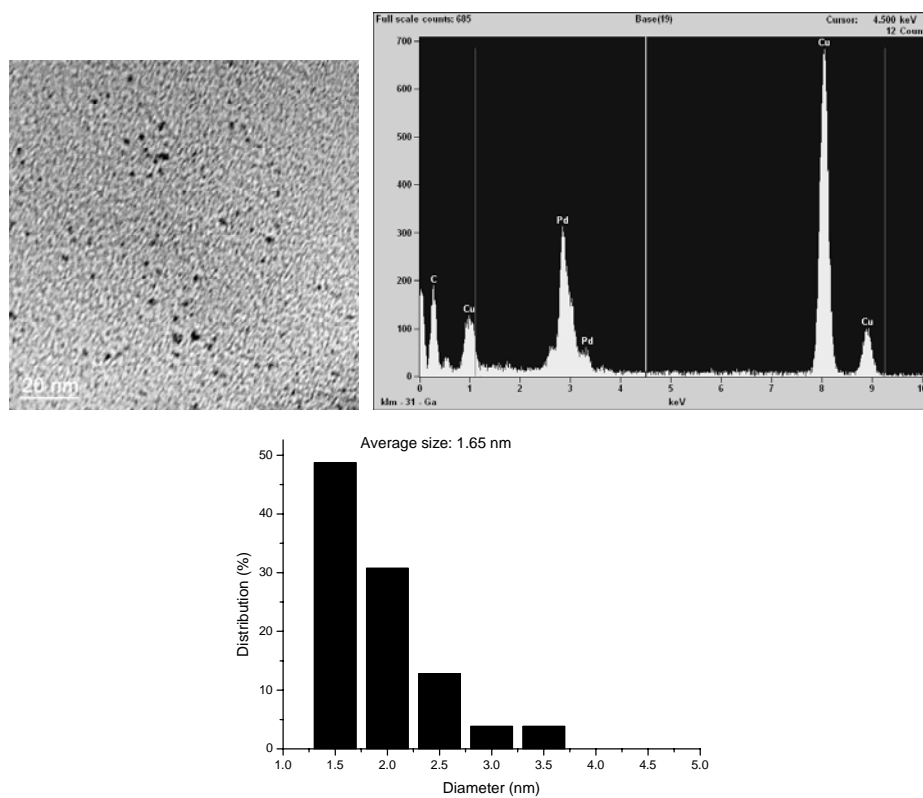 Full scale counts: 685 Base(19) Cursor: 4.500 keV
12 Coun
700
600
500
400
300
200
100
0
Cu
Pd
C
Cu
Pd
Cu
0 1 2 3 4 5 6 7 8 9 10
klm - 31 - Ga keV
20 nm
Average size: 1.65 nm
50
40
30
20
10
0
Distribution (%)
1.0 1.5 2.0 2.5 3.0 3.5 4.0 4.5 5.0
Diameter (nm)